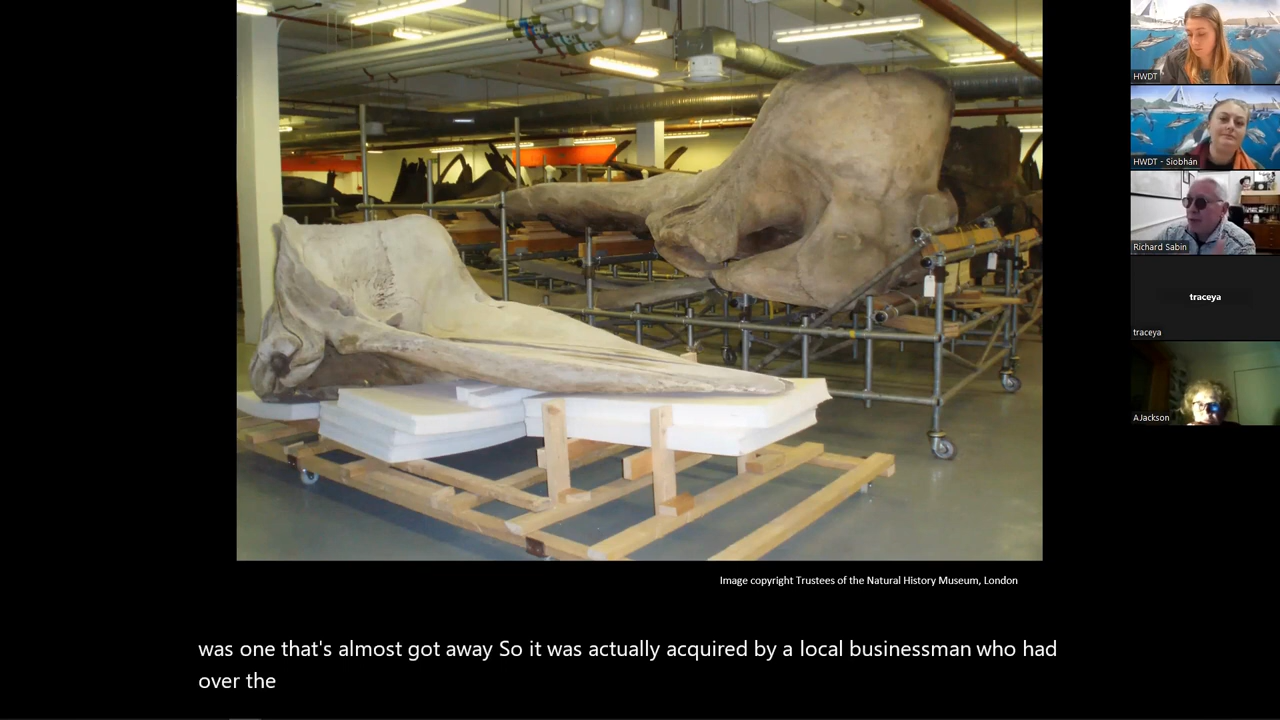 HWDT
HWDT - Siobhán
Richard Sabin
traceya
traceya
AJackson
Image copyright Trustees of the Natural History Museum, London
was one that's almost got away So it was actually acquired by a local businessman who had
over the